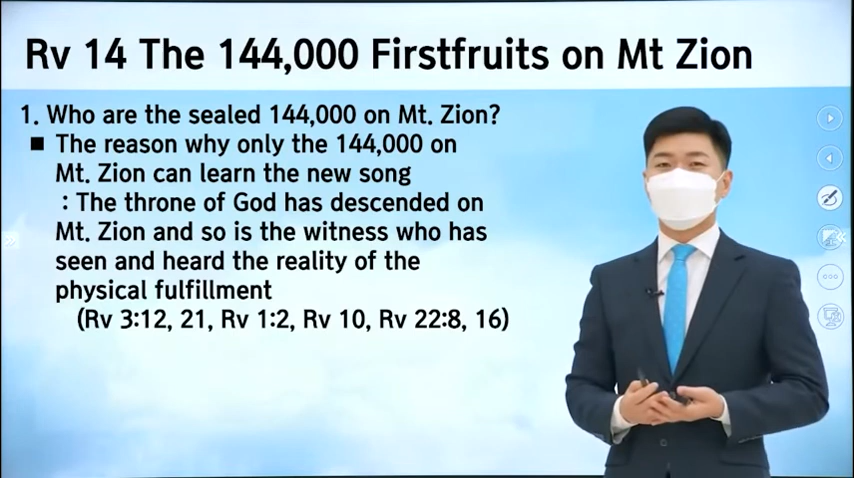 Rv 14 The 144,000 Firstfruits on Mt Zion
1. Who are the sealed 144,000 on Mt. Zion?
■ The reason why only the 144,000 on
Mt. Zion can learn the new song
: The throne of God has descended on
Mt. Zion and so is the witness who has
seen and heard the reality of the
physical fulfillment
(Rv 3:12, 21, Rv 1:2, Rv 10, Rv 22:8, 16)